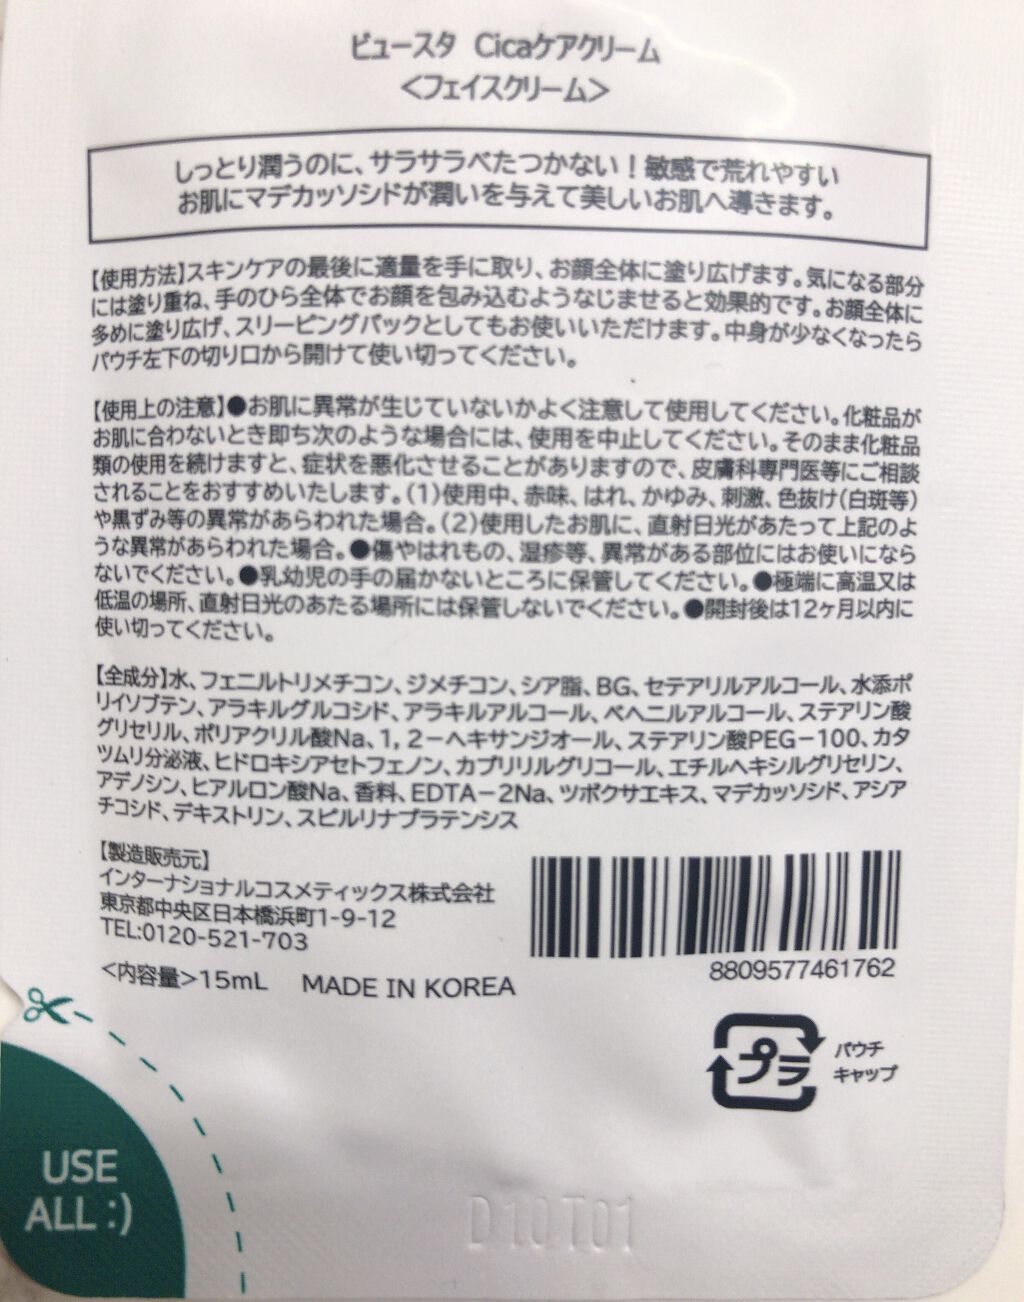 ビュースタ Cicaケアクリーム
<フェイスクリーム>
しっとり潤うのに、サラサラべたつかない！敏感で荒れやすい
お肌にマデカッソシドが潤いを与えて美しいお肌へ導きます。
【使用方法】スキンケアの最後に適量を手に取り、お顔全体に塗り広げます。気になる部分
には塗り重ね、手のひら全体でお顔を包み込むようなじませると効果的です。お顔全体に
多めに塗り広げ、スリーピングパックとしてもお使いいただけます。中身が少なくなったら
パウチ左下の切り口から開けて使い切ってください。
【使用上の注意】●お肌に異常が生じていないかよく注意して使用してください。化粧品が
お肌に合わないとき即ち次のような場合には、使用を中止してください。そのまま化粧品
類の使用を続けますと、症状を悪化させることがありますので、皮膚科専門医等にご相談
されることをおすすめいたします。(1)使用中、赤味、はれ、かゆみ、刺激、色抜け(白斑等)
や黒ずみ等の異常があらわれた場合。(2)使用したお肌に、直射日光があたって上記のよ
うな異常があらわれた場合。●傷やはれもの、湿疹等、異常がある部位にはお使いになら
ないでください。●乳幼児の手の届かないところに保管してください。●極端に高温又は
低温の場所、直射日光のあたる場所には保管しないでください。●開封後は12ヶ月以内に
使い切ってください。
【全成分】水、フェニルトリメチコン、ジメチコン、シア脂、BG、セテアリルアルコール、水添ポ
リイソブテン、アラキルグルコシド、アラキルアルコール、ベヘニルアルコール、ステアリン酸
グリセリル、ポリアクリル酸Na、1,2-ヘキサンジオール、ステアリン酸PEG-100、カタ
ツムリ分泌液、ヒドロキシアセトフェノン、カプリリルグリコール、エチルヘキシルグリセリン、
アデノシン、ヒアルロン酸Na、香料、EDTA-2Na、ツボクサエキス、マデカッソシド、アシア
チコシド、デキストリン、スピルリナプラテンシス
【製造販売元】
インターナショナルコスメティックス株式会社
東京都中央区日本橋浜町1-9-12
TEL:0120-521-703
<内容量>15mL MADE IN KOREA
8809577461762
プラ
パウチ
キャップ
USE
ALL :)
D10T01